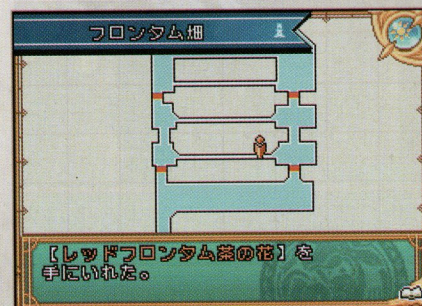 フロンタム畑
【レッドフロンタム茶の花】を
手にいれた。